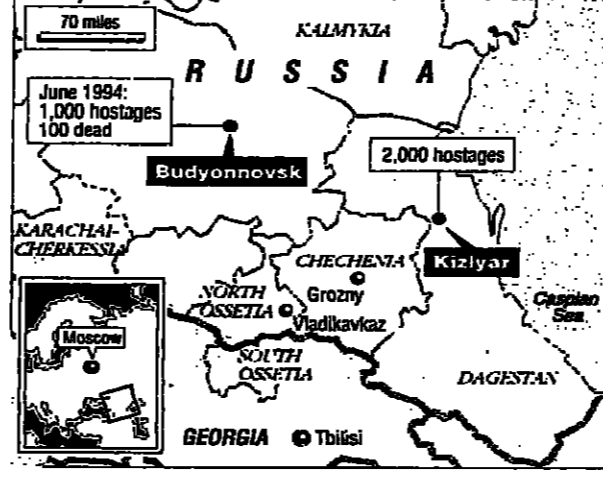 70 miles
KALMYKIA
RUSSIA
June 1994:
1,000 hostages
100 dead
2,000 hostages
Budyonnovsk
KARACHAI-
CHERKESSIA
CHECHENIA
Kizlyar
Grozny
NORTH
OSSETIA
Vladikavkaz
Caspian
Sea
Moscow
SOUTH
OSSETIA
DAGESTAN
GEORGIA
Tbilisi